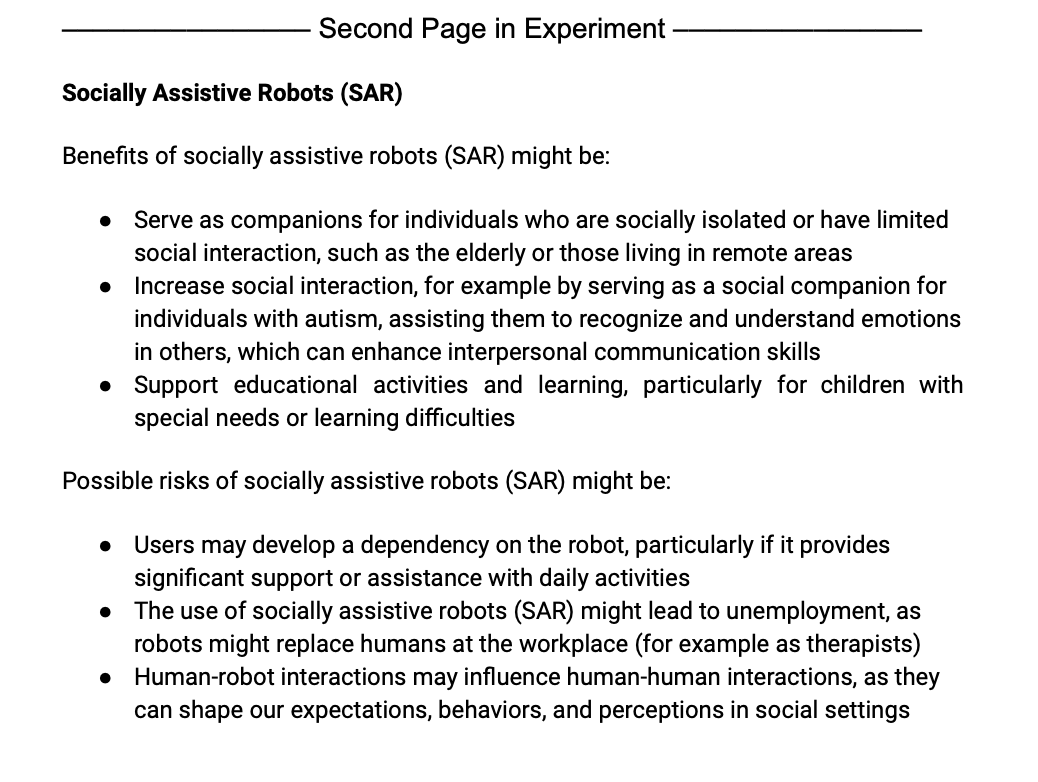 Second Page in Experiment
Socially Assistive Robots (SAR)
Benefits of socially assistive robots (SAR) might be:
● Serve as companions for individuals who are socially isolated or have limited
social interaction, such as the elderly or those living in remote areas
● Increase social interaction, for example by serving as a social companion for
individuals with autism, assisting them to recognize and understand emotions
in others, which can enhance interpersonal communication skills
● Support educational activities and learning, particularly for children with
special needs or learning difficulties
Possible risks of socially assistive robots (SAR) might be:
● Users may develop a dependency on the robot, particularly if it provides
significant support or assistance with daily activities
● The use of socially assistive robots (SAR) might lead to unemployment, as
robots might replace humans at the workplace (for example as therapists)
● Human-robot interactions may influence human-human interactions, as they
can shape our expectations, behaviors, and perceptions in social settings